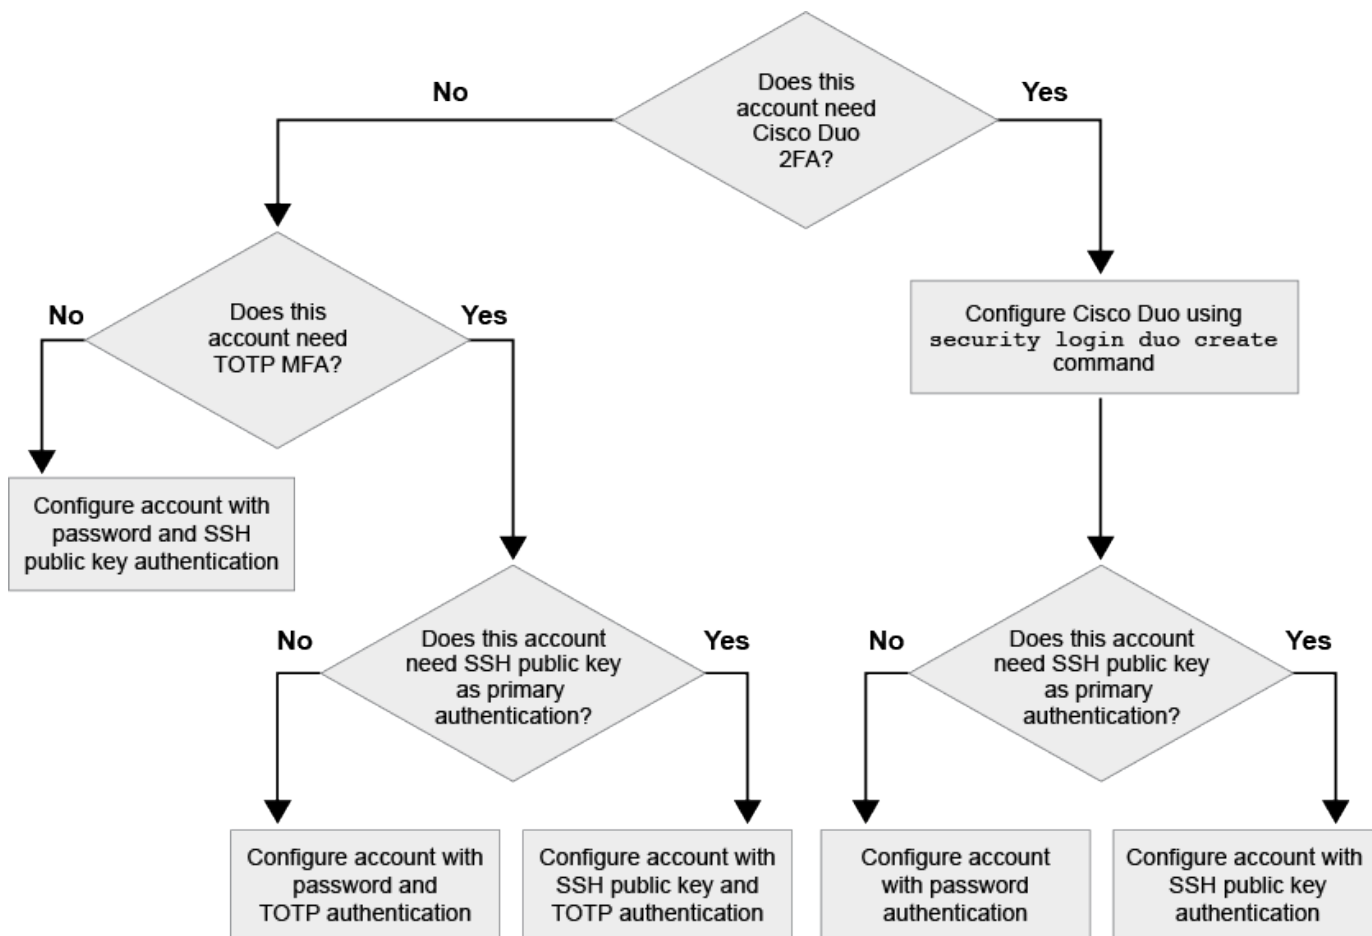 Does this
account need
Cisco Duo
2FA?
No
Yes
Does this
account need
TOTP MFA?
No
Yes
Configure Cisco Duo using
security login duo create
command
Configure account with
password and SSH
public key authentication
Does this account
need SSH public key
as primary
authentication?
No
Yes
Does this account
need SSH public key
as primary
authentication?
No
Yes
Configure account with
password and
TOTP authentication
Configure account with
SSH public key and
TOTP authentication
Configure account
with password
authentication
Configure account with
SSH public key
authentication